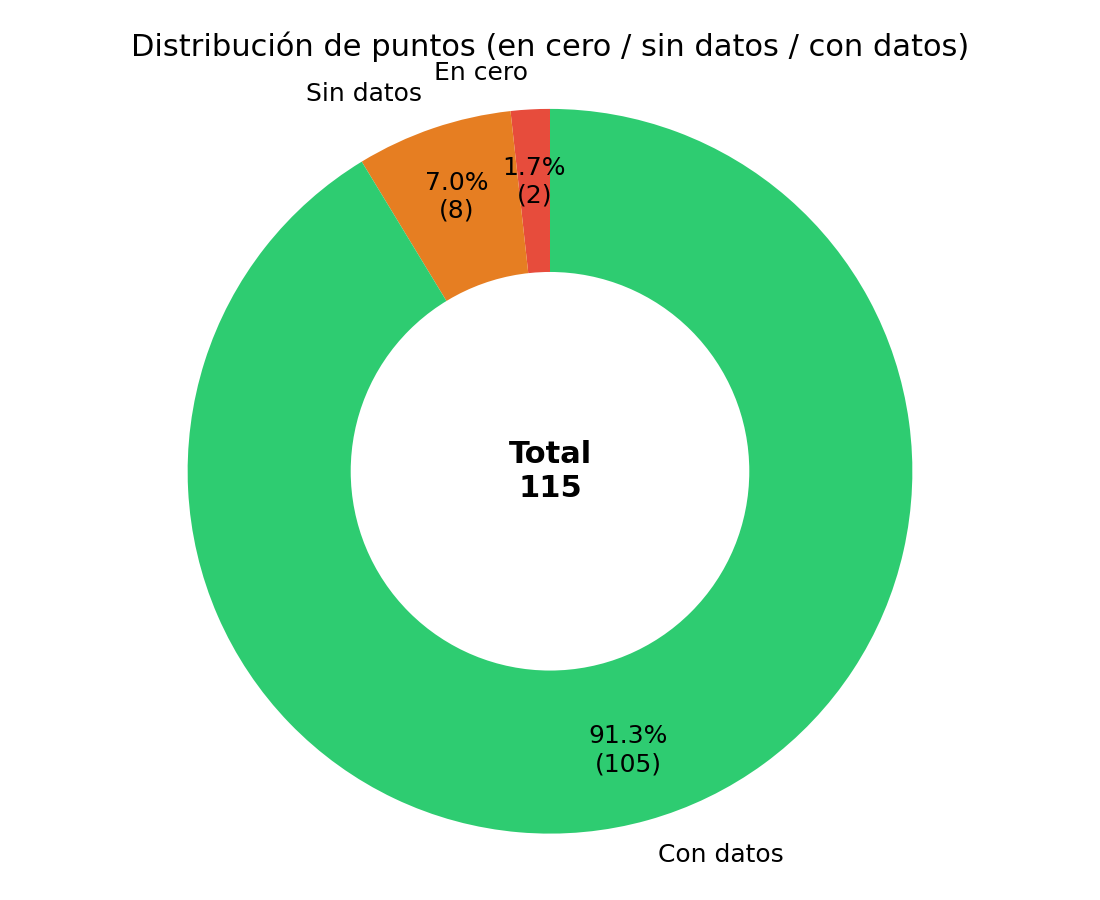 Distribución de puntos (en cero / sin datos / con datos)
En cero
Sin datos
1.7%
(2)
7.0%
(8)
Total
115
91.3%
(105)
Con datos